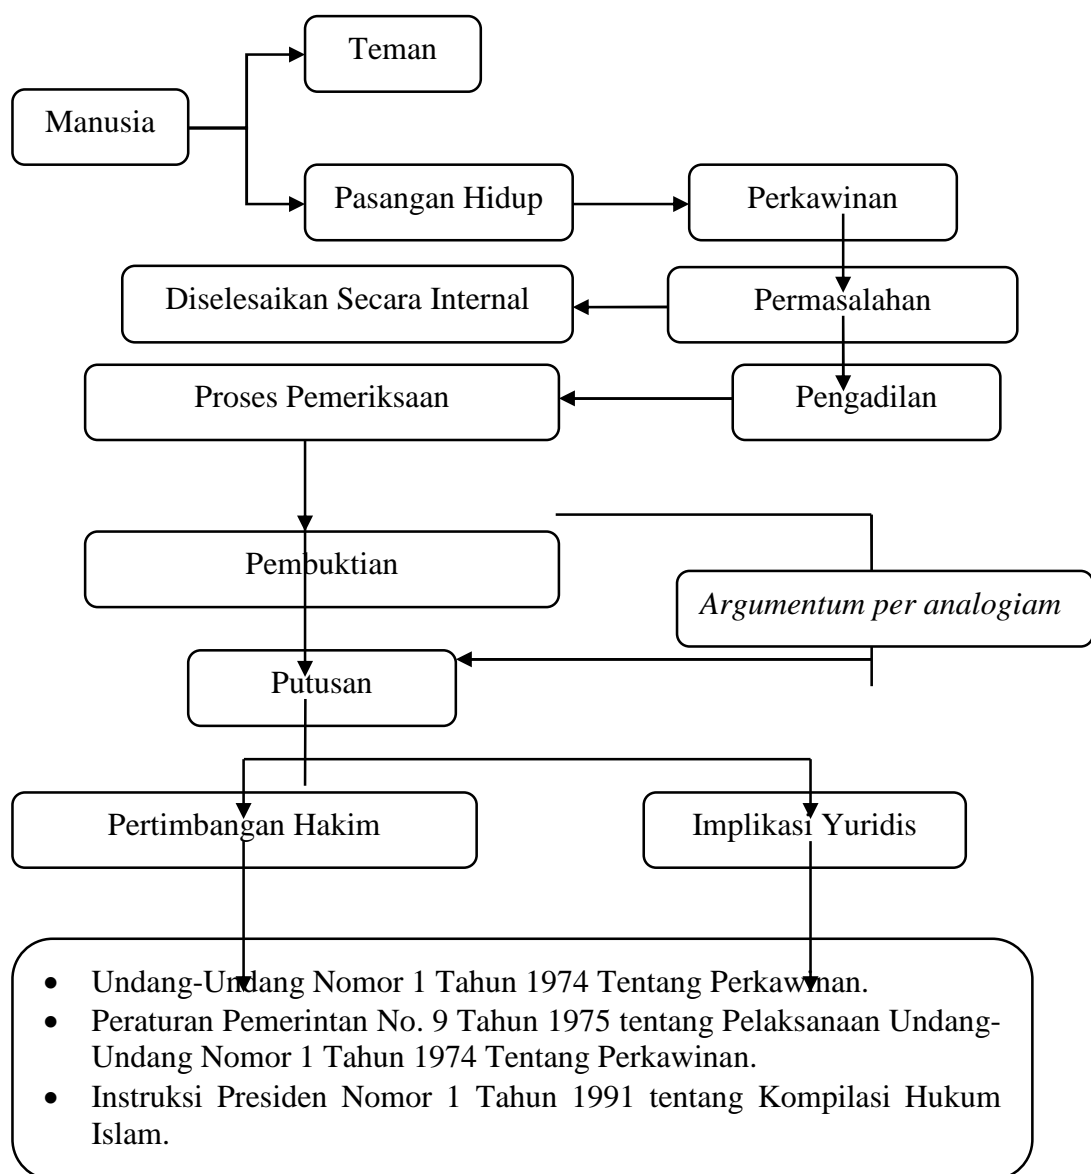 Teman
Manusia
Pasangan Hidup
Perkawinan
Diselesaikan Secara Internal
Permasalahan
Proses Pemeriksaan
Pengadilan
Pembuktian
Argumentum per analogiam
Putusan
Pertimbangan Hakim
Implikasi Yuridis
• Undang-Undang Nomor 1 Tahun 1974 Tentang Perkawinan.
• Peraturan Pemerintan No. 9 Tahun 1975 tentang Pelaksanaan Undang-
Undang Nomor 1 Tahun 1974 Tentang Perkawinan.
• Instruksi Presiden Nomor 1 Tahun 1991 tentang Kompilasi Hukum
Islam.